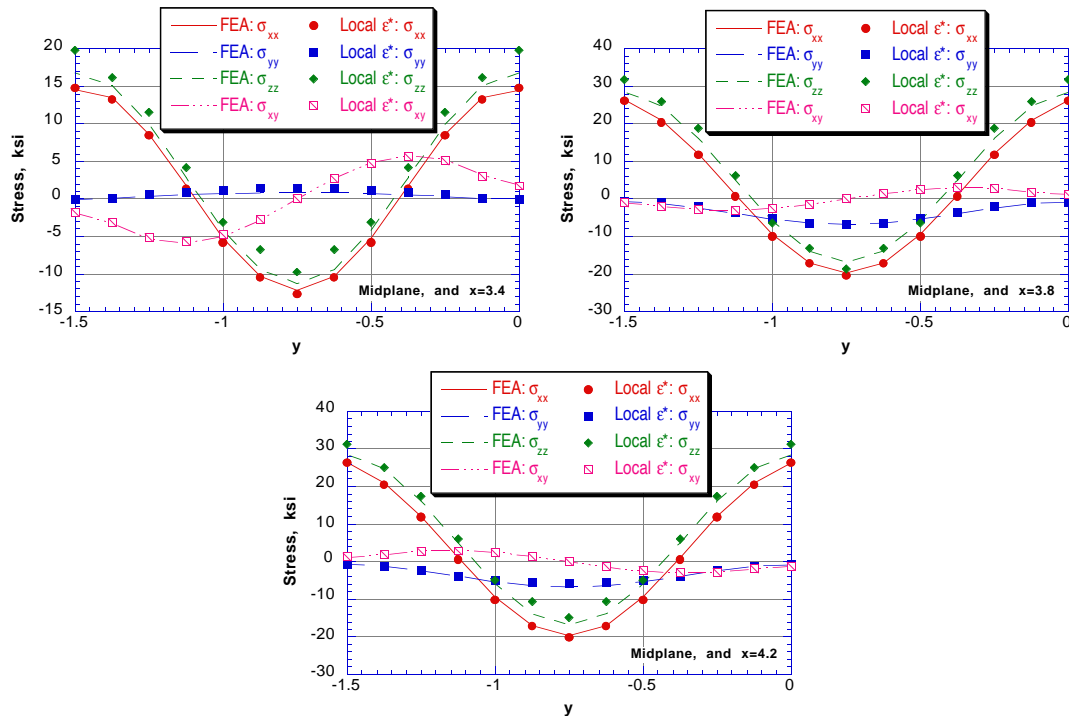 FEA: σxx
Local ε*: σxx
FEA: σyy
Local ε*: σyy
FEA: σzz
Local ε*: σzz
FEA: σxy
Local ε*: σxy
20
15
10
5
0
-5
-10
15
-1.5
-1
-0.5
0
Stress, ksi
y
Midplane, and x=3.4
FEA: σxx
Local ε*: σxx
FEA: σyy
Local ε*: σyy
FEA: σzz
Local ε*: σzz
FEA: σxy
Local ε*: σxy
40
30
20
10
0
-10
-20
-30
-1.5
-1
-0.5
0
Stress, ksi
y
Midplane, and x=3.8
FEA: σxx
Local ε*: σxx
FEA: σyy
Local ε*: σyy
FEA: σzz
Local ε*: σzz
FEA: σxy
Local ε*: σxy
40
30
20
10
0
-10
-20
-30
-1.5
-1
-0.5
0
Stress, ksi
y
Midplane, and x=4.2